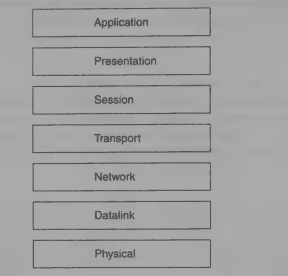 Application
Presentation
Session
Transport
Network
Datalink
Physical